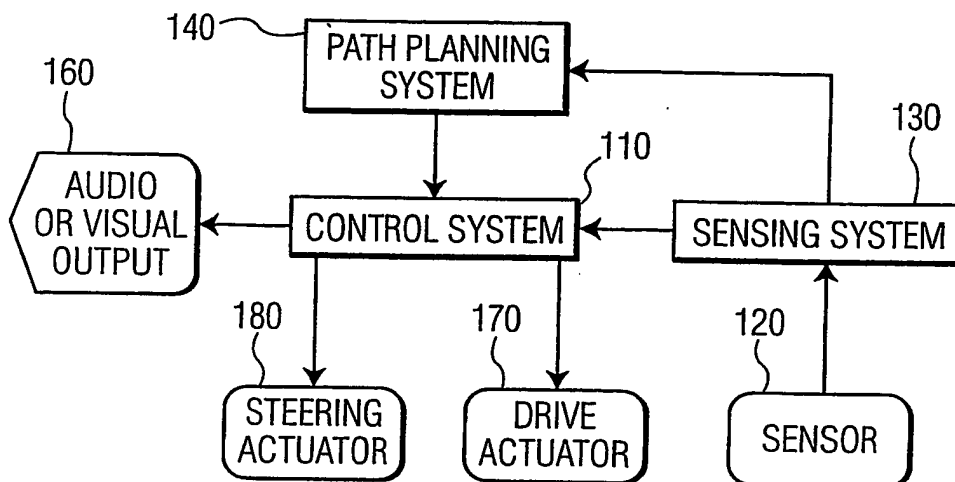 140
PATH PLANNING
SYSTEM
160
130
110
AUDIO
OR VISUAL
OUTPUT
CONTROL SYSTEM
SENSING SYSTEM
180
170
120
STEERING
ACTUATOR
DRIVE
ACTUATOR
SENSOR